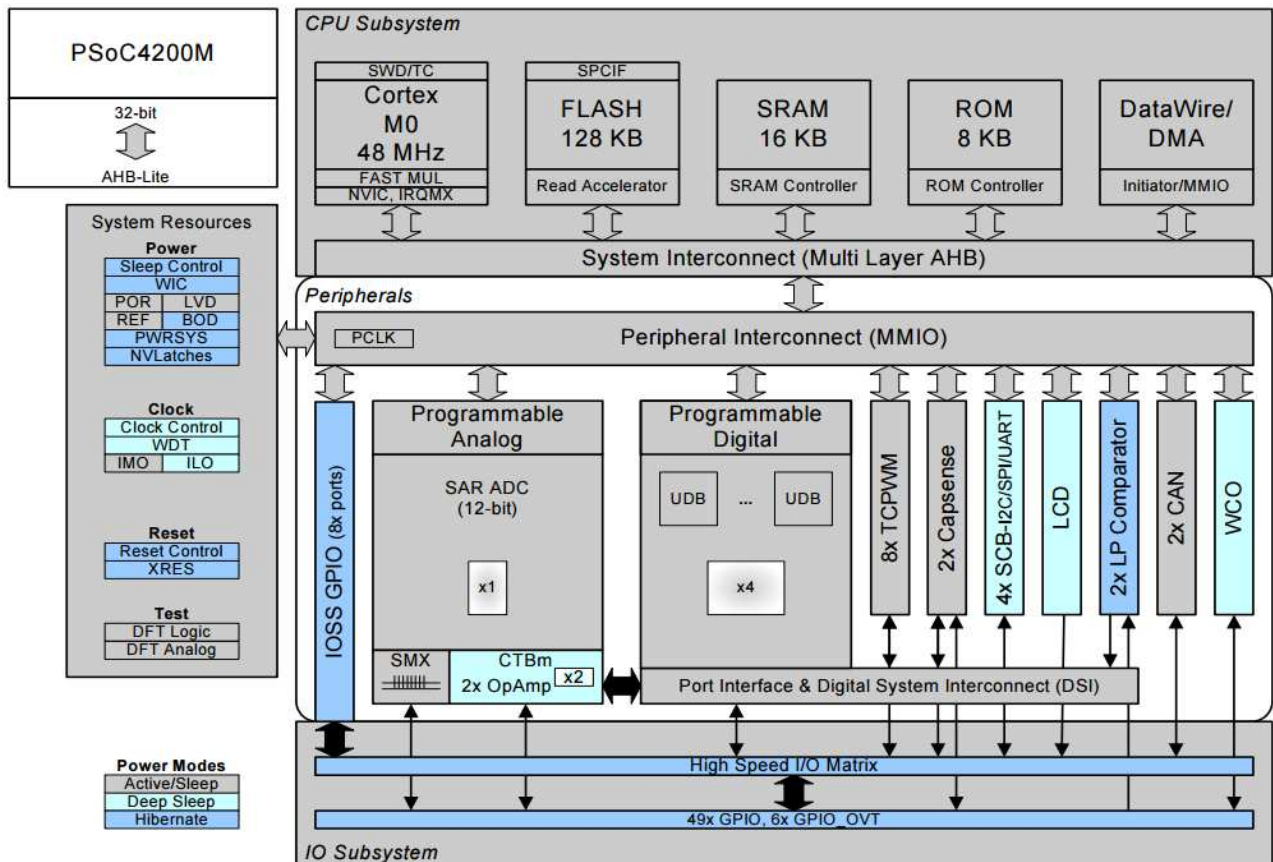 PSoC4200M
32-bit
AHB-Lite
CPU Subsystem
SWD/TC
Cortex
M0
48 MHz
FAST MUL
NVIC, IRQMX
SPCIF
FLASH
128 KB
Read Accelerator
SRAM
16 KB
SRAM Controller
ROM
8 KB
ROM Controller
DataWire/
DMA
Initiator/MMIO
System Interconnect (Multi Layer AHB)
System Resources
Power
Sleep Control
WIC
POR LVD
REF BOD
PWRSYS
NVLatches
Clock
Clock Control
WDT
IMO ILO
Reset
Reset Control
XRES
Test
DFT Logic
DFT Analog
Peripherals
PCLK
Peripheral Interconnect (MMIO)
IOSS GPIO (8x ports)
Programmable
Analog
SAR ADC
(12-bit)
x1
SMX
CTBm
2x OpAmp x2
Programmable
Digital
UDB ... UDB
x4
8x TCPWM
2x Capsense
4x SCB-I2C/SPI/UART
LCD
2x LP Comparator
2x CAN
WCO
Port Interface & Digital System Interconnect (DSI)
Power Modes
Active/Sleep
Deep Sleep
Hibernate
High Speed I/O Matrix
49x GPIO, 6x GPIO_OVT
IO Subsystem